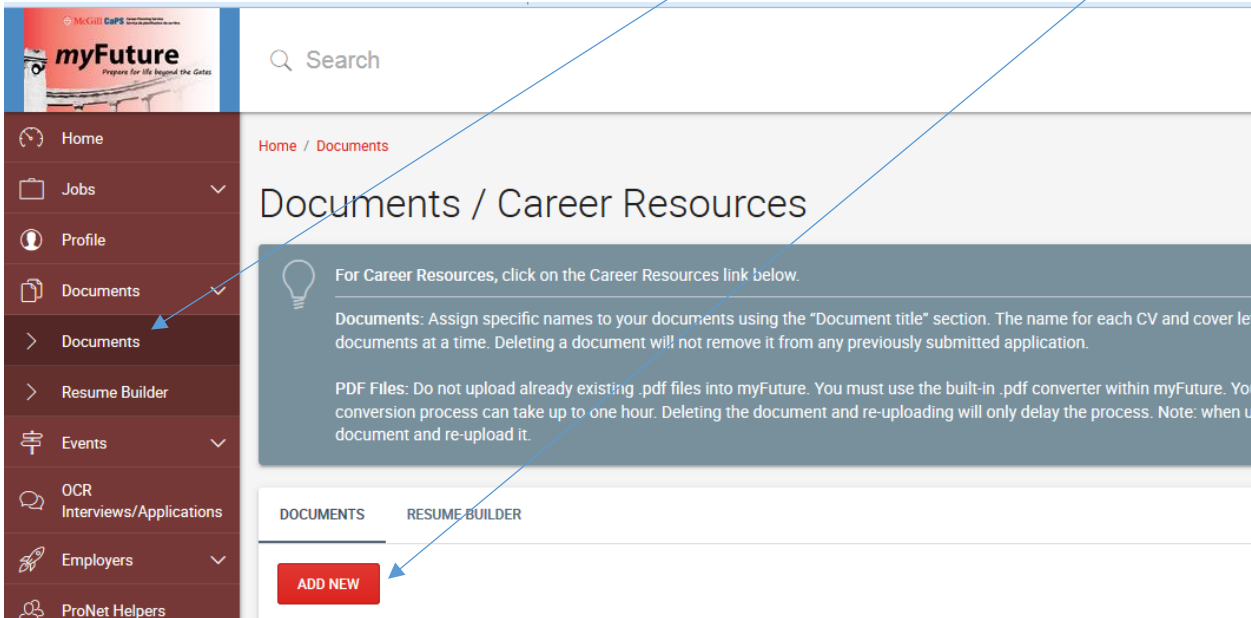 McGill CaPS
myFuture
Prepare for life beyond the Gates
Search
Home
Jobs
Profile
Documents
Documents
Resume Builder
Events
OCR
Interviews/Applications
Employers
ProNet Helpers
Home / Documents
Documents / Career Resources
For Career Resources, click on the Career Resources link below.
Documents: Assign specific names to your documents using the “Document title” section. The name for each CV and cover le
documents at a time. Deleting a document will not remove it from any previously submitted application.
PDF FIles: Do not upload already existing .pdf files into myFuture. You must use the built-in .pdf converter within myFuture. Yo
conversion process can take up to one hour. Deleting the document and re-uploading will only delay the process. Note: when u
document and re-upload it.
DOCUMENTS RESUME BUILDER
ADD NEW